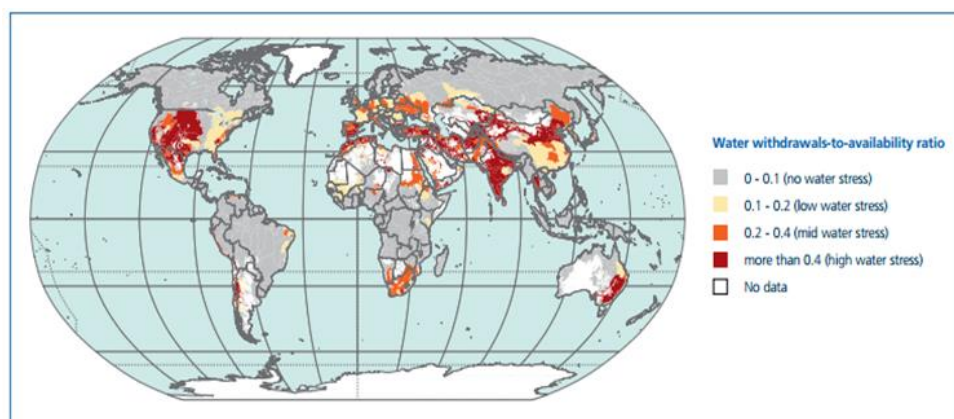 Water withdrawals-to-availability ratio
0 - 0.1 (no water stress)
0.1 - 0.2 (low water stress)
0.2 - 0.4 (mid water stress)
more than 0.4 (high water stress)
No data